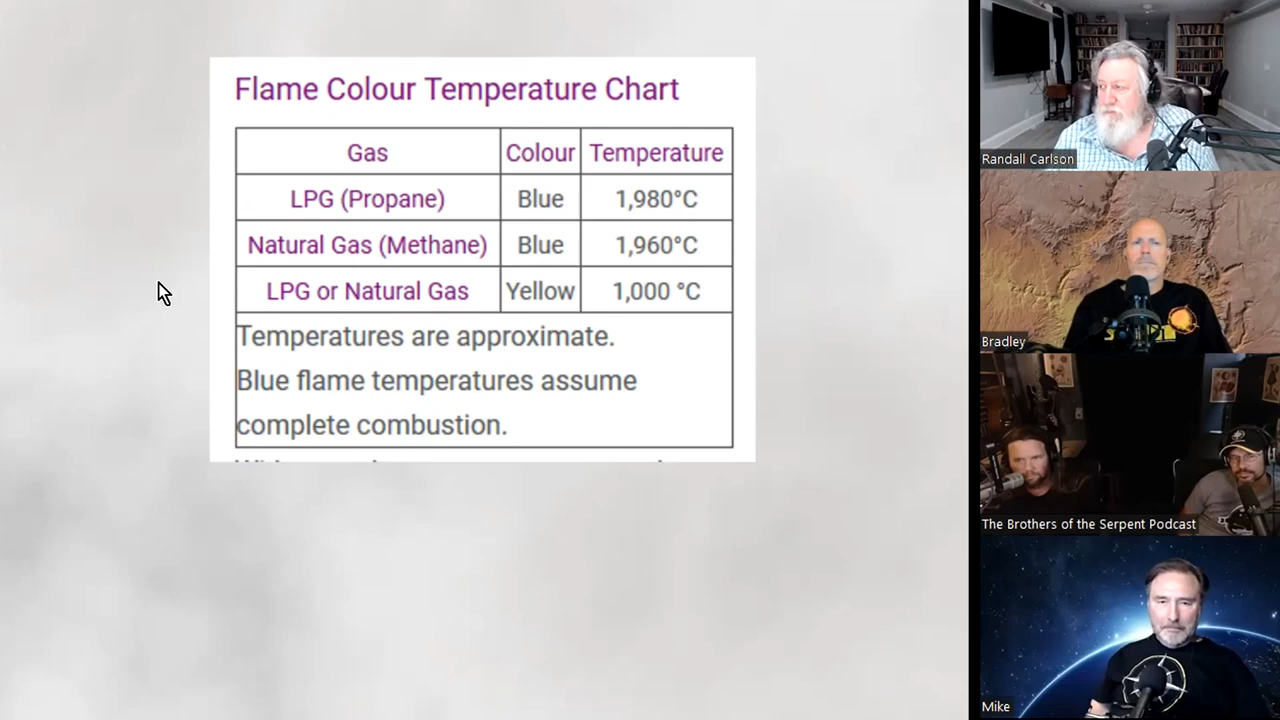 Flame Colour Temperature Chart
Gas Colour Temperature
LPG (Propane) Blue 1,980°C
Natural Gas (Methane) Blue 1,960°C
LPG or Natural Gas Yellow 1,000 °C
Temperatures are approximate.
Blue flame temperatures assume
complete combustion.
Randall Carlson
Bradley
The Brothers of the Serpent Podcast
Mike